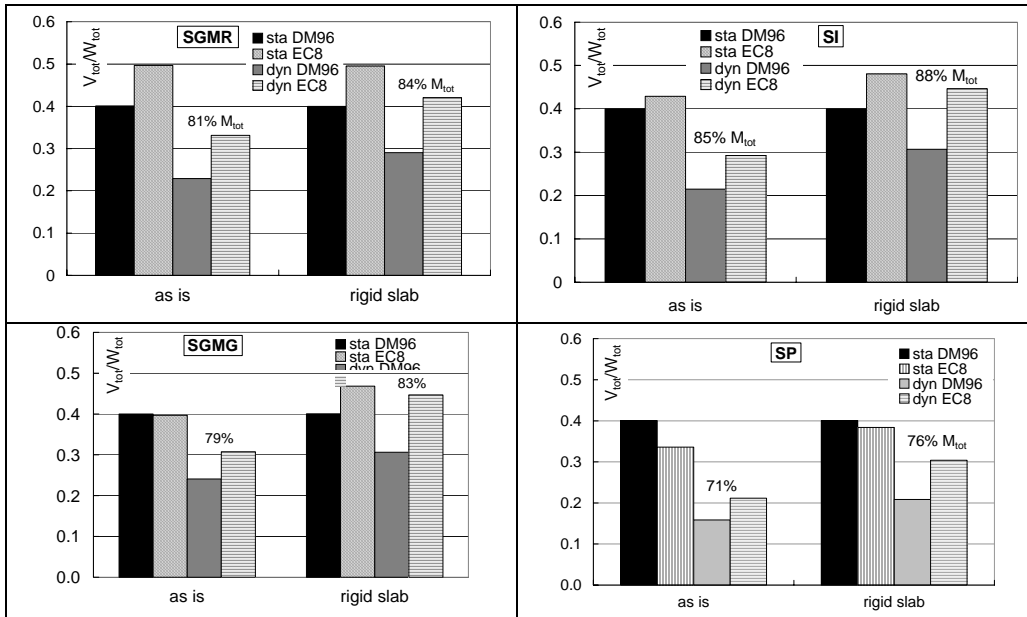 SGMR
V_tot/W_tot
0.6
0.5
0.4
0.3
0.2
0.1
0
sta DM96
sta EC8
dyn DM96
dyn EC8
81% M_tot
84% M_tot
as is
rigid slab
SI
V_tot/W_tot
0.6
0.5
0.4
0.3
0.2
0.1
0
sta DM96
sta EC8
dyn DM96
dyn EC8
85% M_tot
88% M_tot
as is
rigid slab
SGMG
V_tot/W_tot
0.6
0.5
0.4
0.3
0.2
0.1
0.0
sta DM96
sta EC8
dyn DM96
79%
83%
as is
rigid slab
SP
V_tot/W_tot
0.6
0.5
0.4
0.3
0.2
0.1
0.0
sta DM96
sta EC8
dyn DM96
dyn EC8
71%
76% M_tot
as is
rigid slab